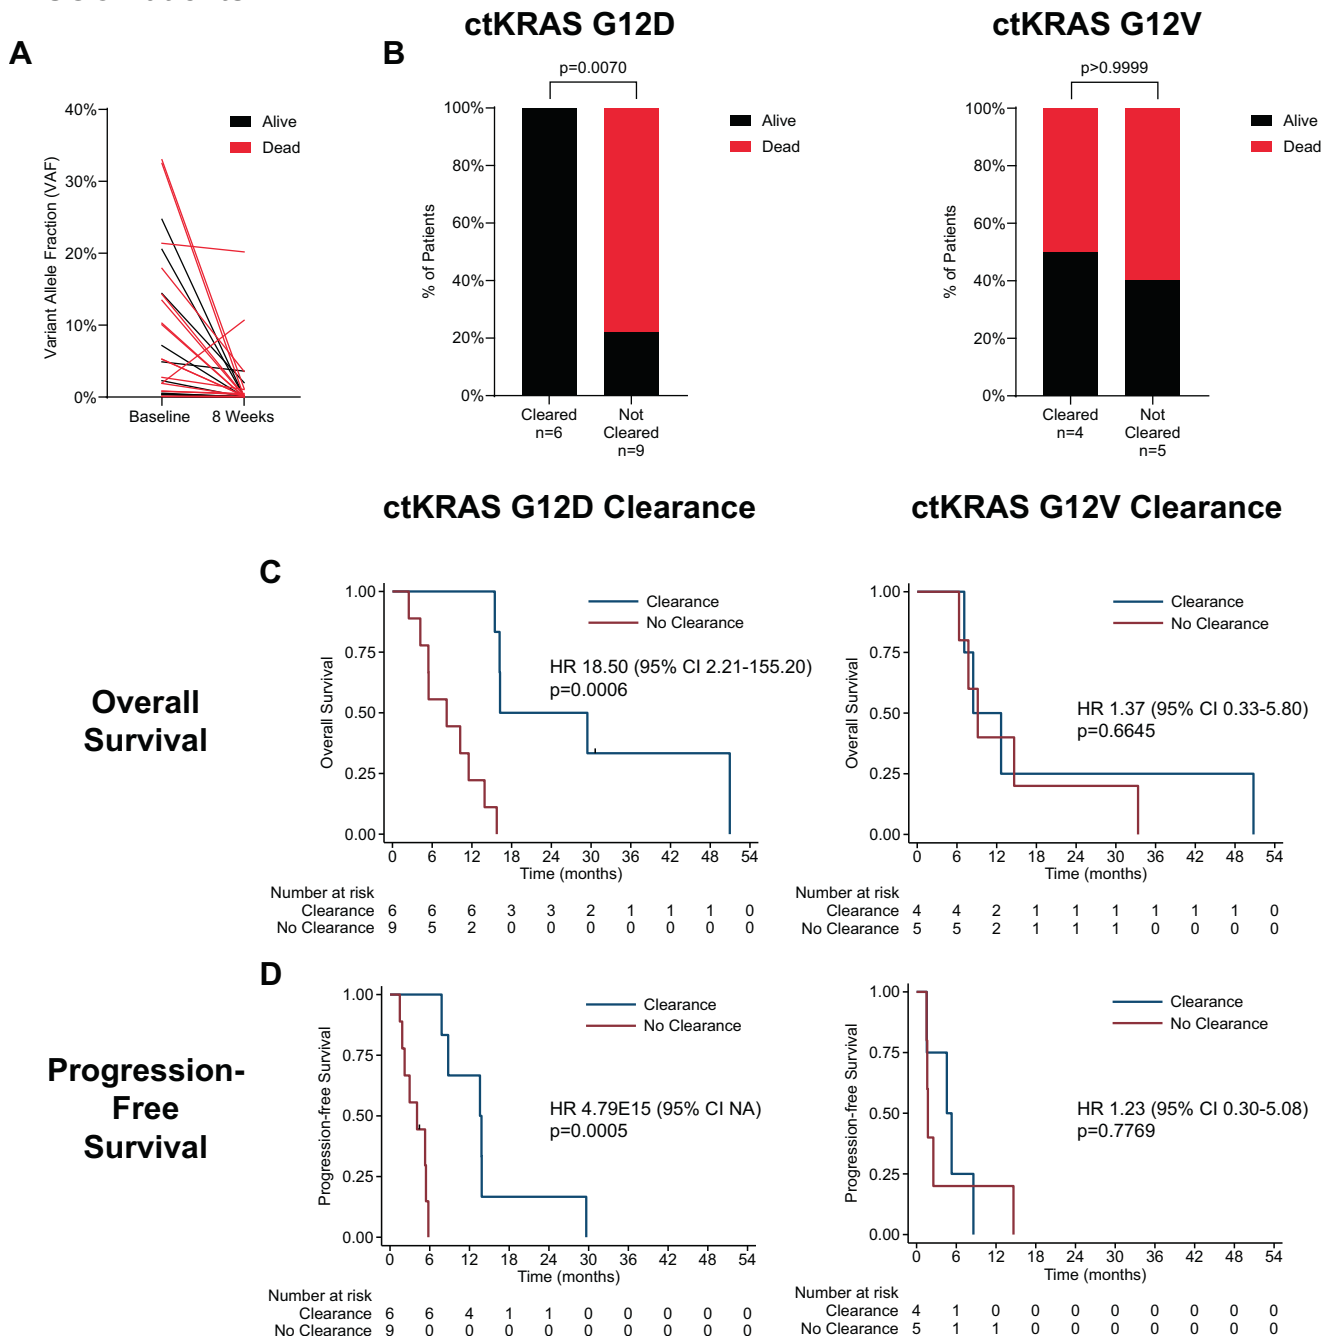 ctKRAS G12D
ctKRAS G12V
A
B
40%
30%
20%
10%
0%
Variant Allele Fraction (VAF)
Baseline 8 Weeks
Alive
Dead
p=0.0070
100%
80%
60%
40%
20%
0%
% of Patients
Cleared
n=6
Not
Cleared
n=9
Alive
Dead
p>0.9999
100%
80%
60%
40%
20%
0%
% of Patients
Cleared
n=4
Not
Cleared
n=5
Alive
Dead
ctKRAS G12D Clearance
ctKRAS G12V Clearance
C
Overall
Survival
1.00
0.75
0.50
0.25
0.00
Overall Survival
Clearance
No Clearance
HR 18.50 (95% CI 2.21-155.20)
p=0.0006
0 6 12 18 24 30 36 42 48 54
Time (months)
Number at risk
Clearance 6 6 6 3 3 2 1 1 1 0
No Clearance 9 5 2 0 0 0 0 0 0 0
1.00
0.75
0.50
0.25
0.00
Overall Survival
Clearance
No Clearance
HR 1.37 (95% CI 0.33-5.80)
p=0.6645
0 6 12 18 24 30 36 42 48 54
Time (months)
Number at risk
Clearance 4 4 2 1 1 1 1 1 1 0
No Clearance 5 5 2 1 1 1 0 0 0 0
D
Progression-
Free
Survival
1.00
0.75
0.50
0.25
0.00
Progression-free Survival
Clearance
No Clearance
HR 4.79E15 (95% CI NA)
p=0.0005
0 6 12 18 24 30 36 42 48 54
Time (months)
Number at risk
Clearance 6 6 4 1 1 0 0 0 0 0
No Clearance 9 0 0 0 0 0 0 0 0 0
1.00
0.75
0.50
0.25
0.00
Progression-free Survival
Clearance
No Clearance
HR 1.23 (95% CI 0.30-5.08)
p=0.7769
0 6 12 18 24 30 36 42 48 54
Time (months)
Number at risk
Clearance 4 1 0 0 0 0 0 0 0 0
No Clearance 5 1 1 0 0 0 0 0 0 0